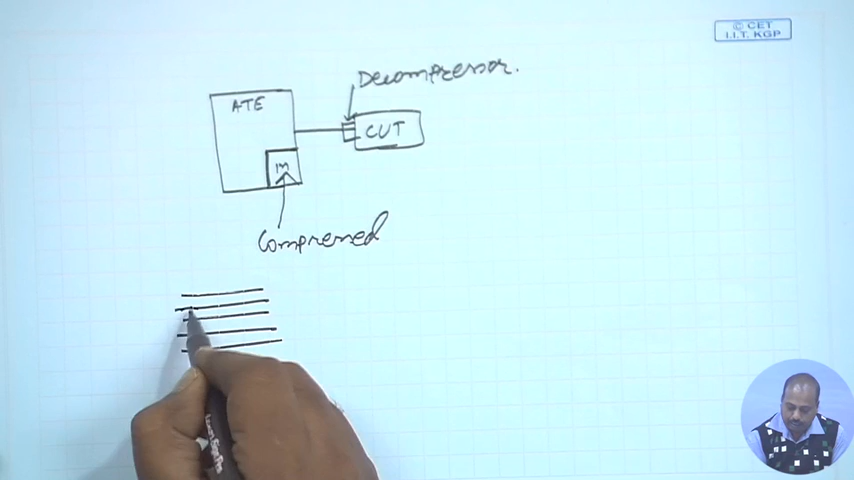 © CET
I.I.T. KGP
Decompressor.
ATE
CUT
m
Compressed